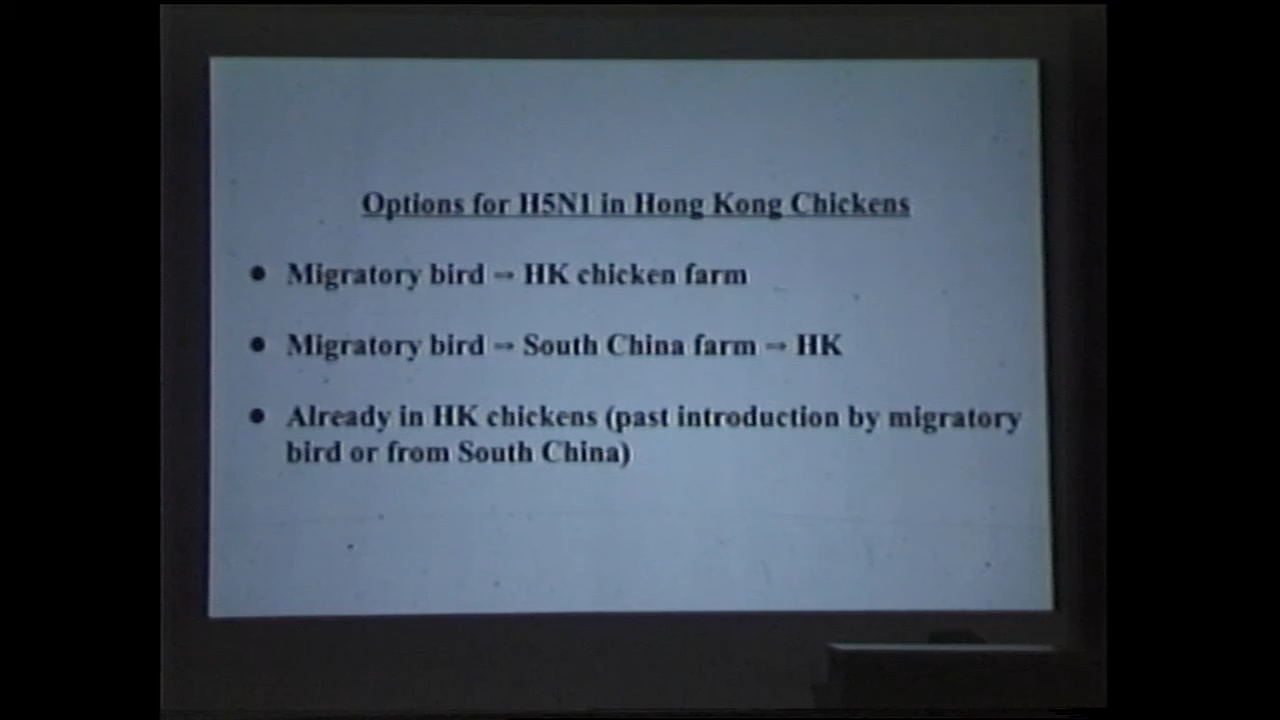 Options for H5N1 in Hong Kong Chickens
● Migratory bird → HK chicken farm
● Migratory bird → South China farm → HK
● Already in HK chickens (past introduction by migratory
bird or from South China)